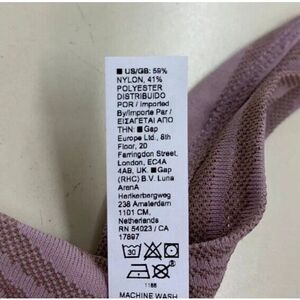 ■ US/GB: 59%
NYLON, 41%
POLYESTER
DISTRIBUIDO
POR / Imported
By/Importe Par /
ΕΙΣΑΓΕΤΑΙ ΑΠΟ
ΤΗΝ: ■ Gap
Europe Ltd., 6th
Floor, 20
Farringdon Street,
London, EC4A
4AB, UK. ■ Gap
(RHC) B.V. Luna
ArenA
Herikerbergweg
238 Amsterdam
1101 CM,
Netherlands
RN 54023 / CA
17897
30
1166
MACHINE WASH